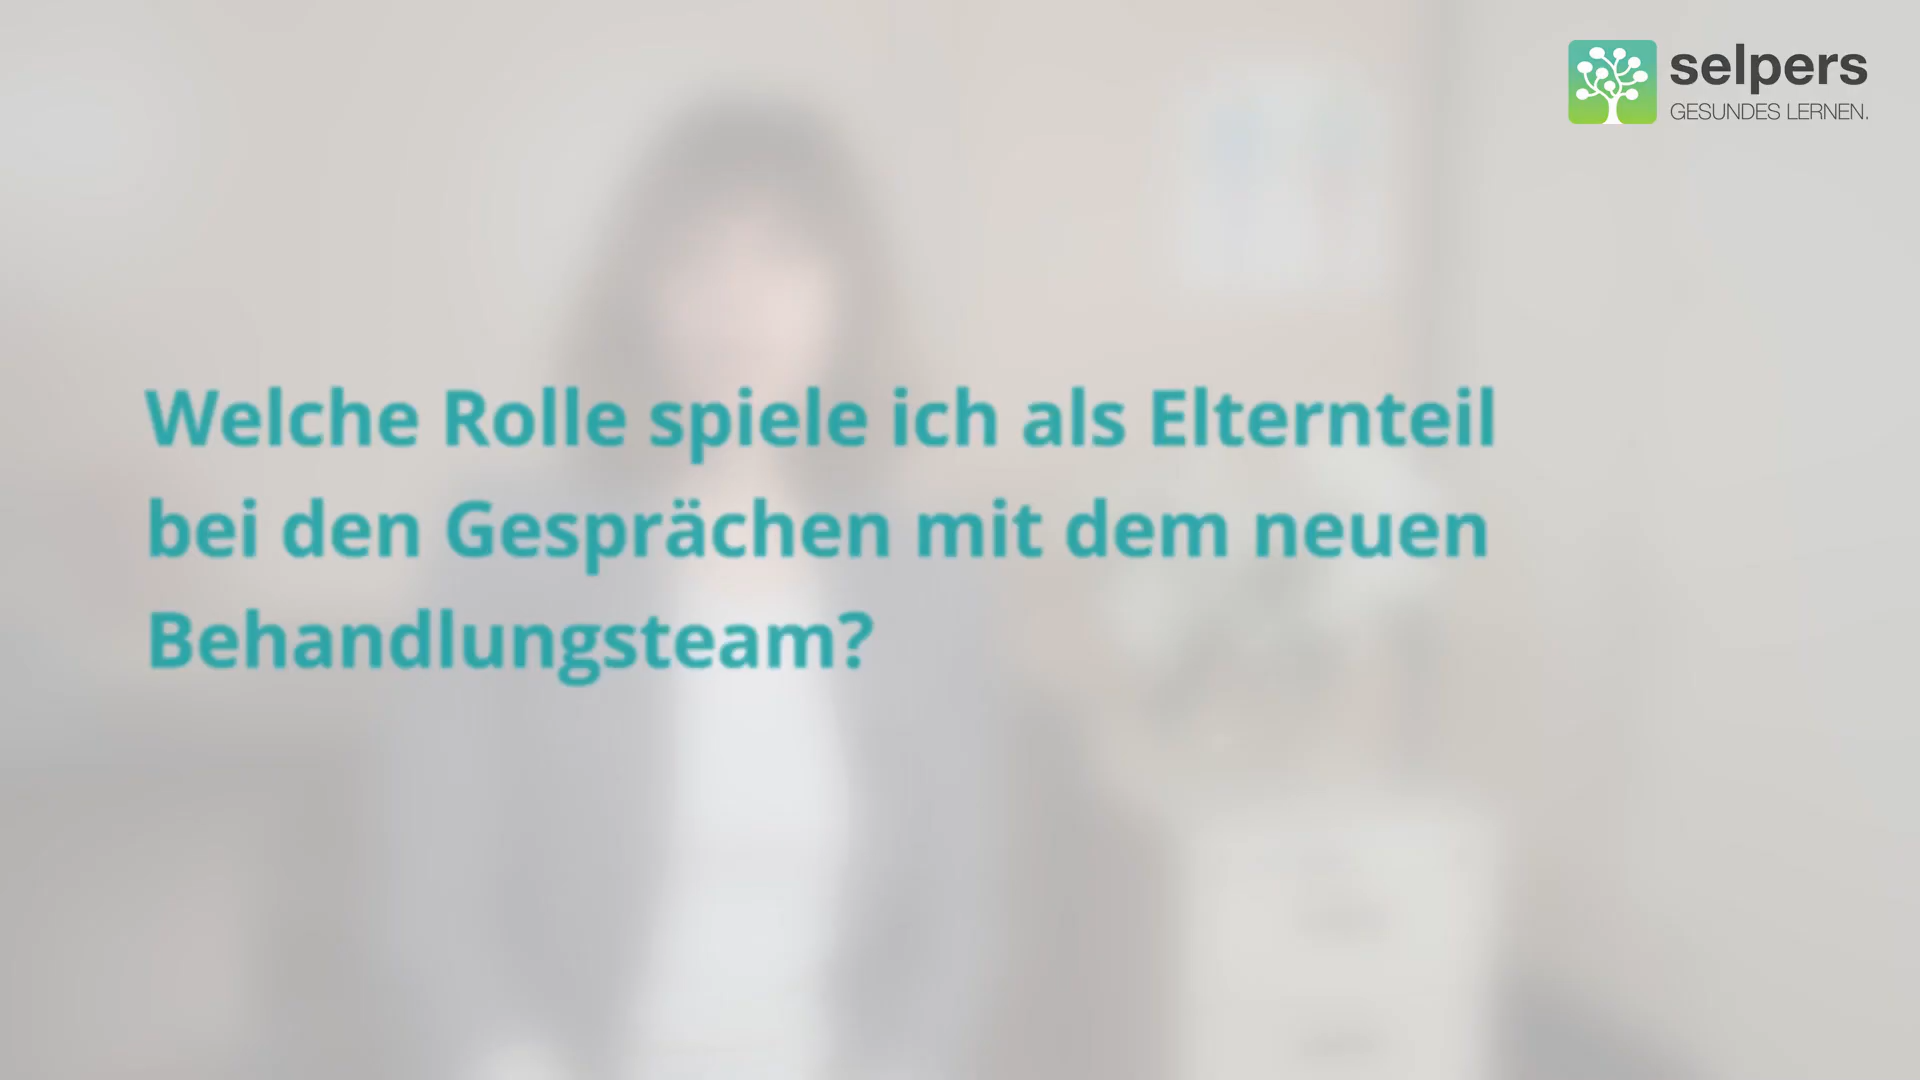 selpers
GESUNDES LERNEN.
Welche Rolle spiele ich als Elternteil
bei den Gesprächen mit dem neuen
Behandlungsteam?